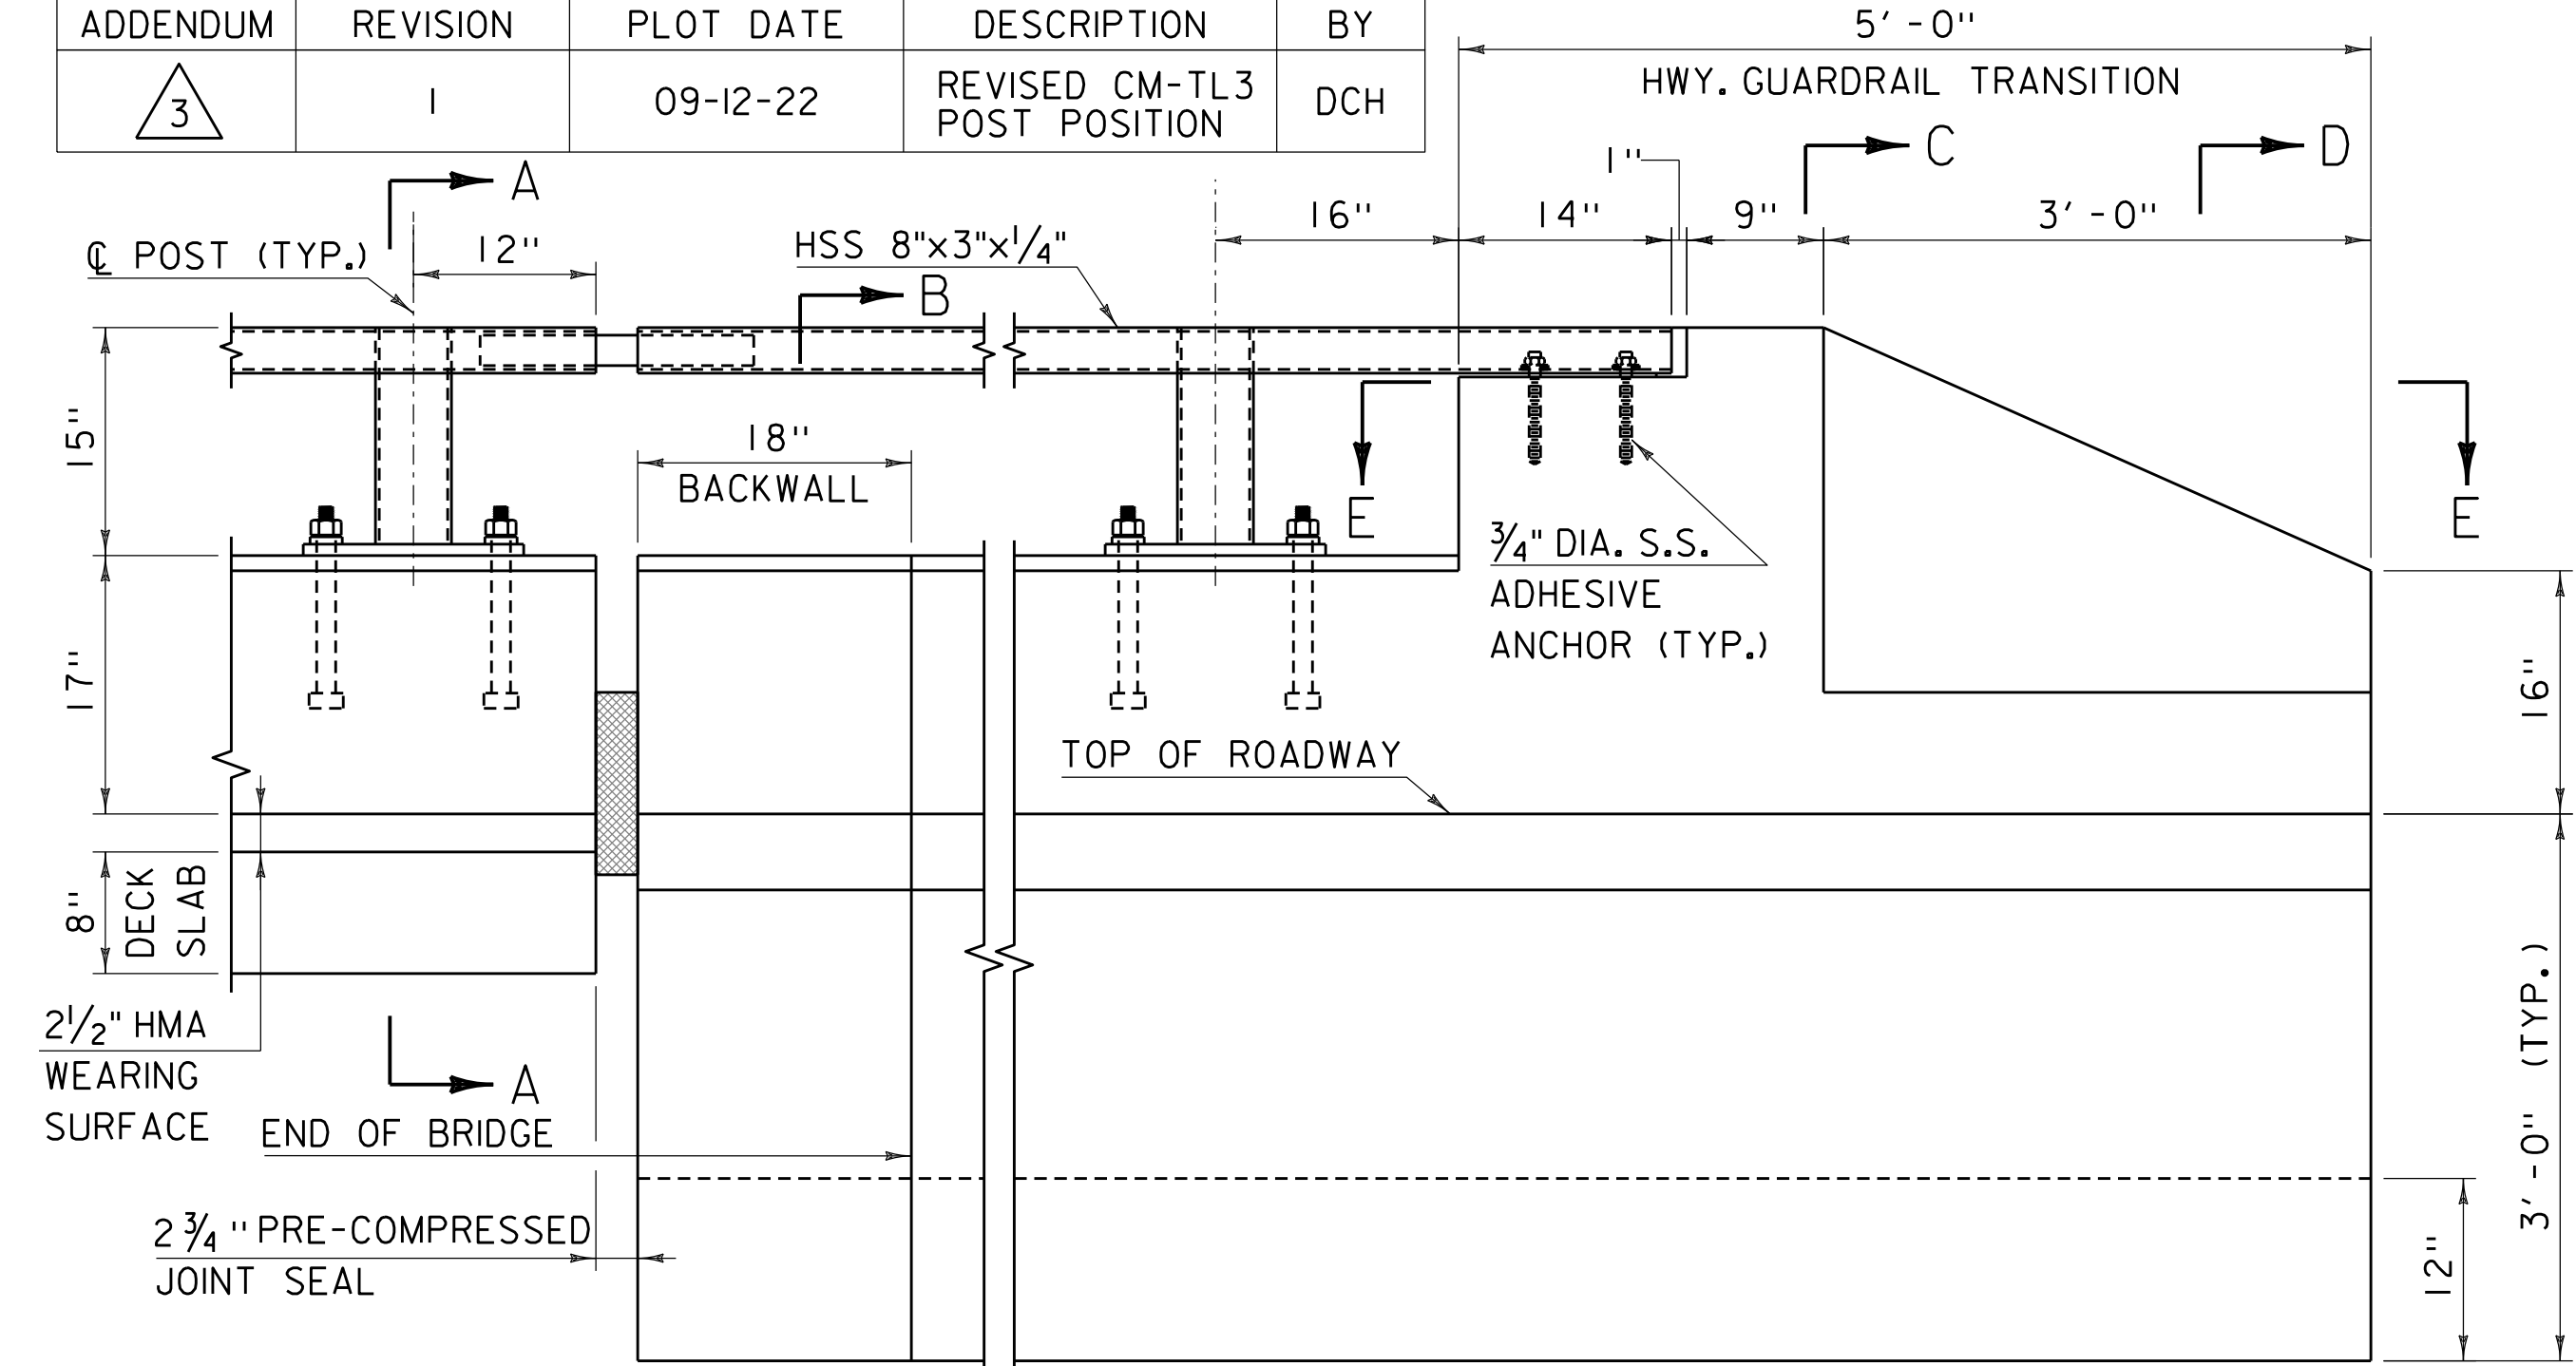 ADDENDUM REVISION PLOT DATE DESCRIPTION BY
3 1 09-12-22 REVISED CM-TL3 DCH
POST POSITION
5'-0"
HWY. GUARDRAIL TRANSITION
A
C
D
1"
℄ POST (TYP.)
12"
HSS 8"x3"x1/4"
B
16"
14"
9"
3'-0"
15"
18"
BACKWALL
E
E
3/4" DIA. S.S.
ADHESIVE
ANCHOR (TYP.)
17"
16"
TOP OF ROADWAY
8"
DECK
SLAB
2 1/2" HMA
WEARING
SURFACE
A
END OF BRIDGE
2 3/4" PRE-COMPRESSED
JOINT SEAL
3'-0" (TYP.)
12"